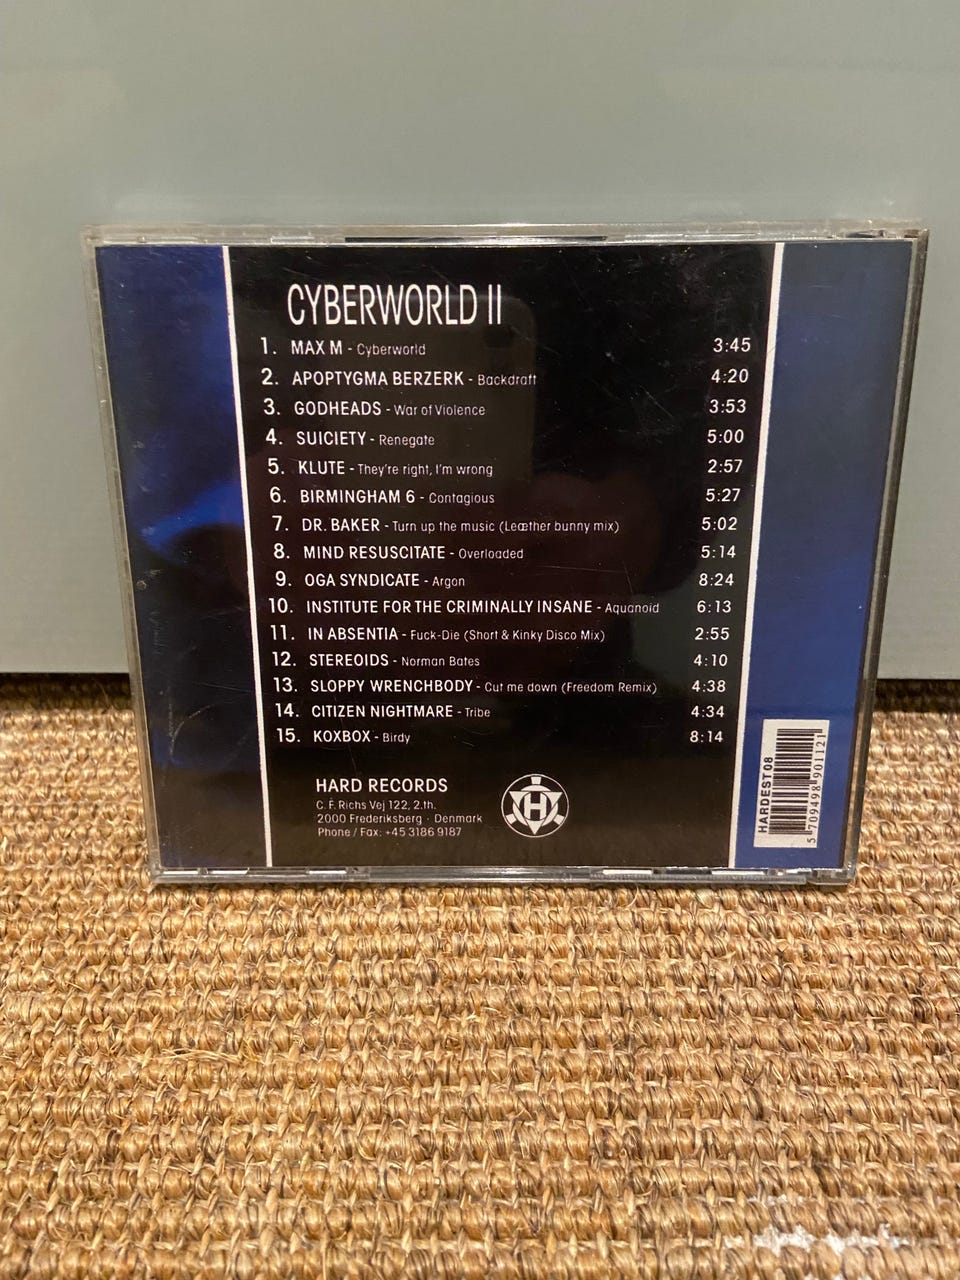 CYBERWORLD II
1. MAX M - Cyberworld 3:45
2. APOPTYGMA BERZERK - Backdraft 4:20
3. GODHEADS - War of Violence 3:53
4. SUICIETY - Renegate 5:00
5. KLUTE - They're right, I'm wrong 2:57
6. BIRMINGHAM 6 - Contagious 5:27
7. DR. BAKER - Turn up the music (Leæther bunny mix) 5:02
8. MIND RESUSCITATE - Overloaded 5:14
9. OGA SYNDICATE - Argon 8:24
10. INSTITUTE FOR THE CRIMINALLY INSANE - Aquanoid 6:13
11. IN ABSENTIA - Fuck-Die (Short & Kinky Disco Mix) 2:55
12. STEREOIDS - Norman Bates 4:10
13. SLOPPY WRENCHBODY - Cut me down (Freedom Remix) 4:38
14. CITIZEN NIGHTMARE - Tribe 4:34
15. KOXBOX - Birdy 8:14
HARD RECORDS
C. F. Richs Vej 122, 2.th.
2000 Frederiksberg · Denmark
Phone / Fax: +45 3186 9187
H
HARDEST 08
5 709498 901121